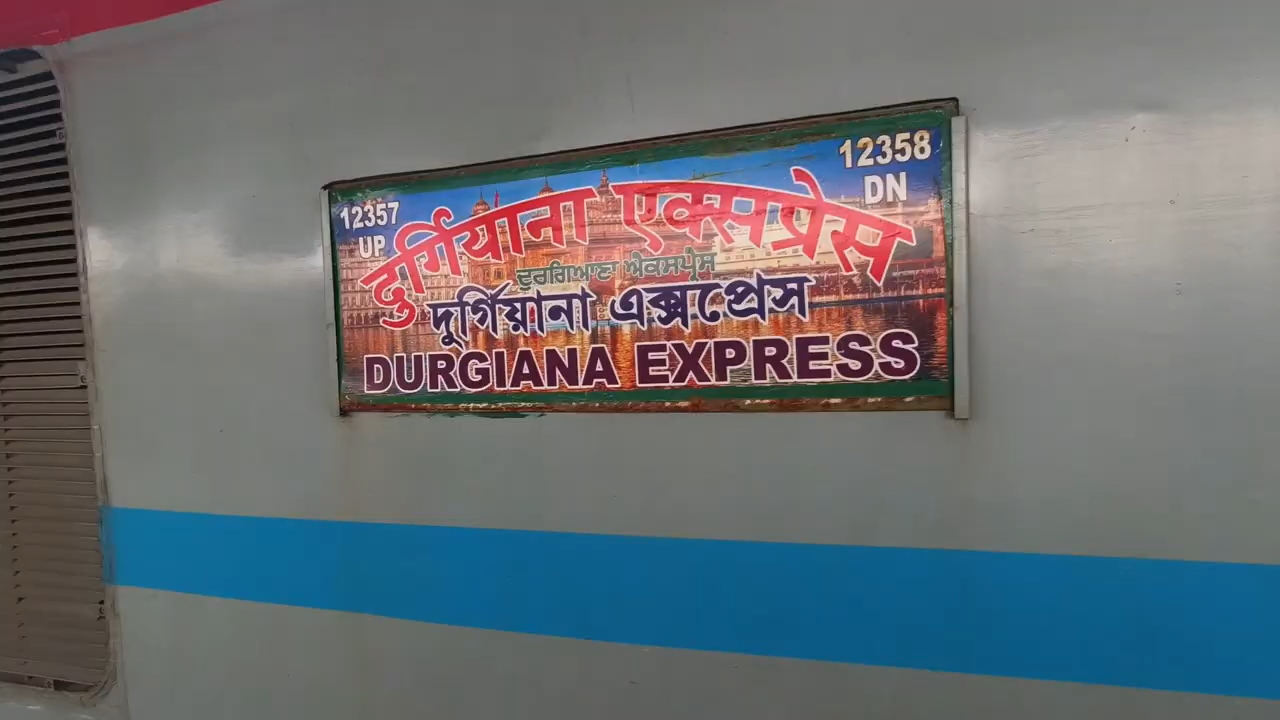 12357
UP
12358
DN
दुर्गियाना एक्सप्रेस
ਦੁਰਗਿਆਣਾ ਐਕਸਪ੍ਰੈਸ
দুর্গিয়ানা এক্সপ্রেস
DURGIANA EXPRESS